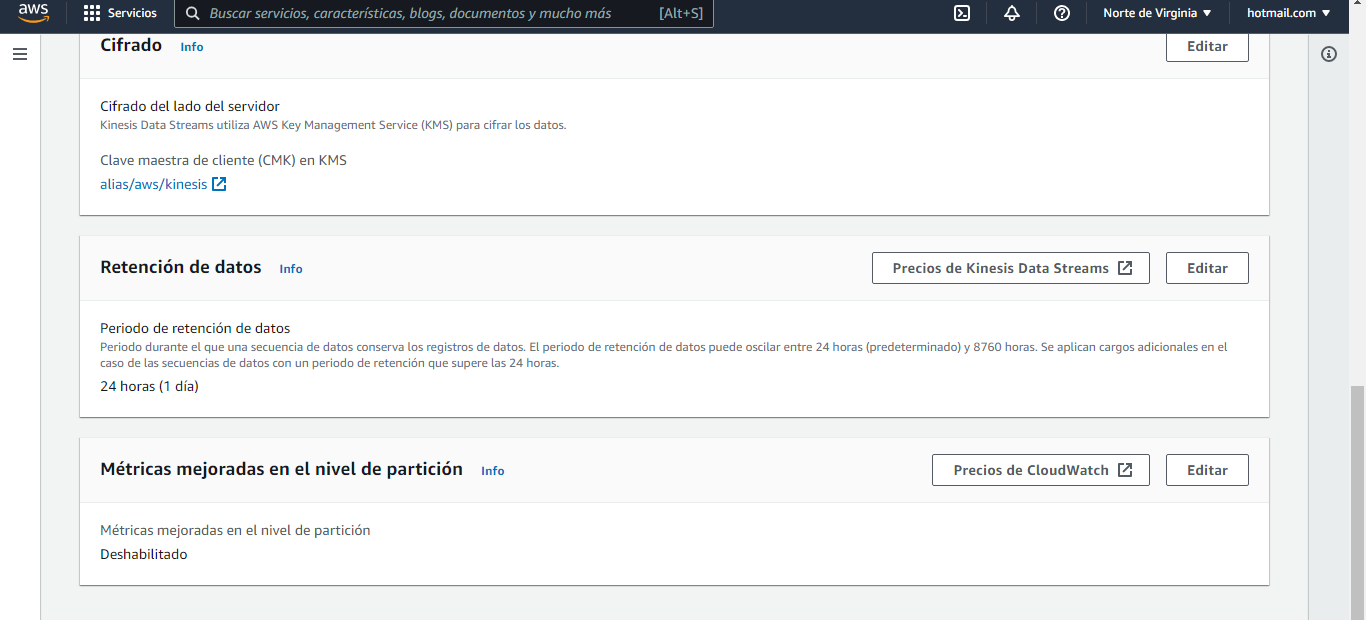 aws
Servicios
Buscar servicios, características, blogs, documentos y mucho más [Alt+S]
Norte de Virginia
hotmail.com
Cifrado Info
Editar
Cifrado del lado del servidor
Kinesis Data Streams utiliza AWS Key Management Service (KMS) para cifrar los datos.
Clave maestra de cliente (CMK) en KMS
alias/aws/kinesis
Retención de datos Info
Precios de Kinesis Data Streams
Editar
Periodo de retención de datos
Periodo durante el que una secuencia de datos conserva los registros de datos. El periodo de retención de datos puede oscilar entre 24 horas (predeterminado) y 8760 horas. Se aplican cargos adicionales en el
caso de las secuencias de datos con un periodo de retención que supere las 24 horas.
24 horas (1 día)
Métricas mejoradas en el nivel de partición Info
Precios de CloudWatch
Editar
Métricas mejoradas en el nivel de partición
Deshabilitado